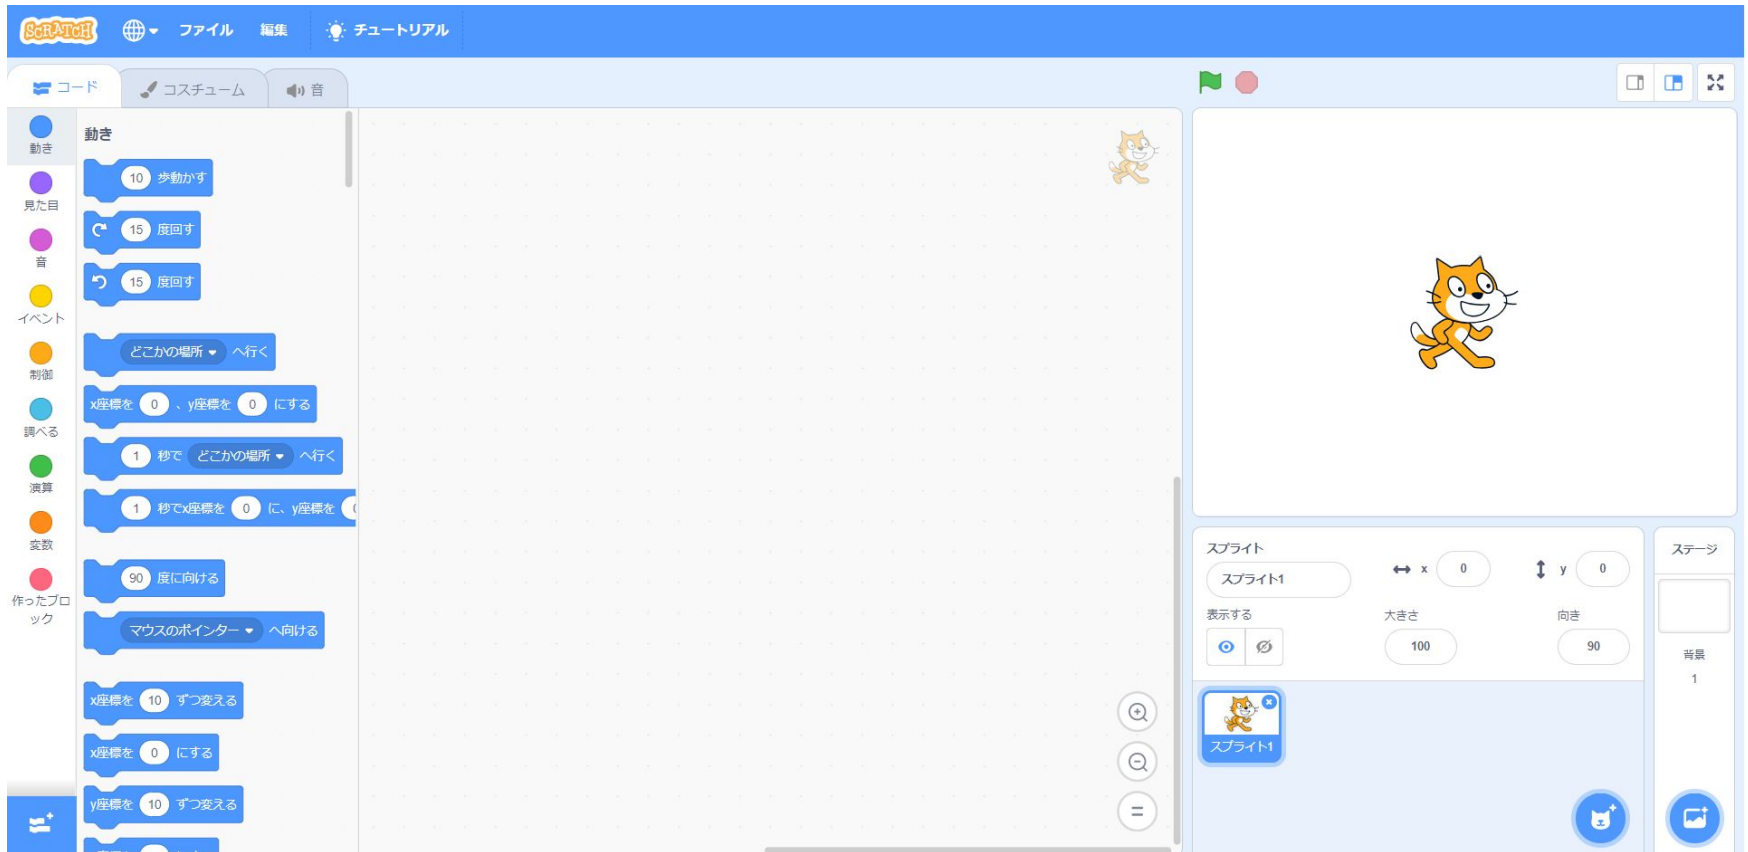 SCRATCH ファイル 編集 チュートリアル
コード コスチューム 音
動き
見た目
音
イベント
制御
調べる
演算
変数
作ったブロ
ック
動き
10 歩動かす
15 度回す
15 度回す
どこかの場所 へ行く
x座標を 0 、y座標を 0 にする
1 秒で どこかの場所 へ行く
1 秒でx座標を 0 に、y座標を
90 度に向ける
マウスのポインター へ向ける
x座標を 10 ずつ変える
x座標を 0 にする
y座標を 10 ずつ変える
スプライト
スプライト1 x 0 y 0
表示する 大きさ 向き
100 90
スプライト1
ステージ
背景
1